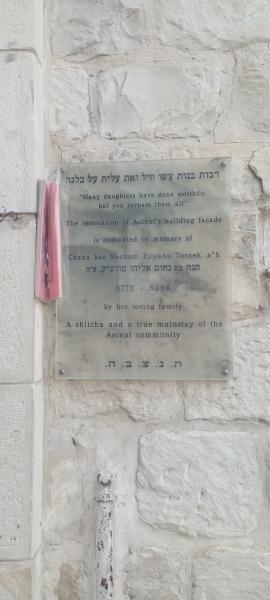 רבות בנות עשו חיל ואת עלית על כלנה
"Many daughters have done worthily,
but you surpass them all"
The restoration of Ascent's building facade
is dedicated in memory of
Chana bas Nachum Eliyahu Turnek, a"h
חנה בת נחום אליהו טורניק, ע"ה
5773 - 5694
by her loving family.
A shlicha and a true mainstay of the
Ascent community
ת. נ. צ. ב. ה.